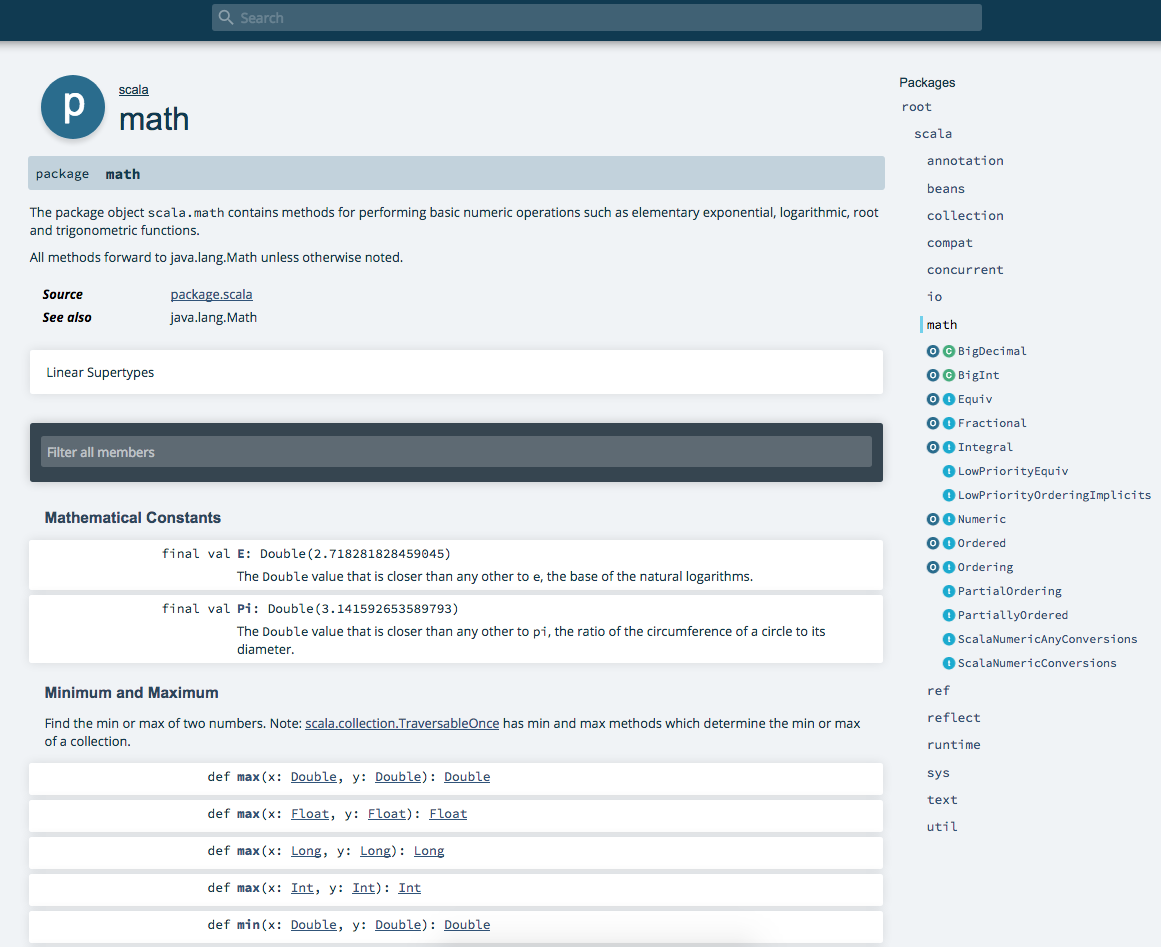 Search
p
scala
math
package math
The package object scala.math contains methods for performing basic numeric operations such as elementary exponential, logarithmic, root
and trigonometric functions.
All methods forward to java.lang.Math unless otherwise noted.
Source package.scala
See also java.lang.Math
Linear Supertypes
Filter all members
Mathematical Constants
final val E: Double(2.718281828459045)
The Double value that is closer than any other to e, the base of the natural logarithms.
final val Pi: Double(3.141592653589793)
The Double value that is closer than any other to pi, the ratio of the circumference of a circle to its
diameter.
Minimum and Maximum
Find the min or max of two numbers. Note: scala.collection.TraversableOnce has min and max methods which determine the min or max
of a collection.
def max(x: Double, y: Double): Double
def max(x: Float, y: Float): Float
def max(x: Long, y: Long): Long
def max(x: Int, y: Int): Int
def min(x: Double, y: Double): Double
Packages
root
scala
annotation
beans
collection
compat
concurrent
io
math
O C BigDecimal
O C BigInt
O t Equiv
O t Fractional
O t Integral
t LowPriorityEquiv
t LowPriorityOrderingImplicits
O t Numeric
O t Ordered
O t Ordering
t PartialOrdering
t PartiallyOrdered
t ScalaNumericAnyConversions
t ScalaNumericConversions
ref
reflect
runtime
sys
text
util